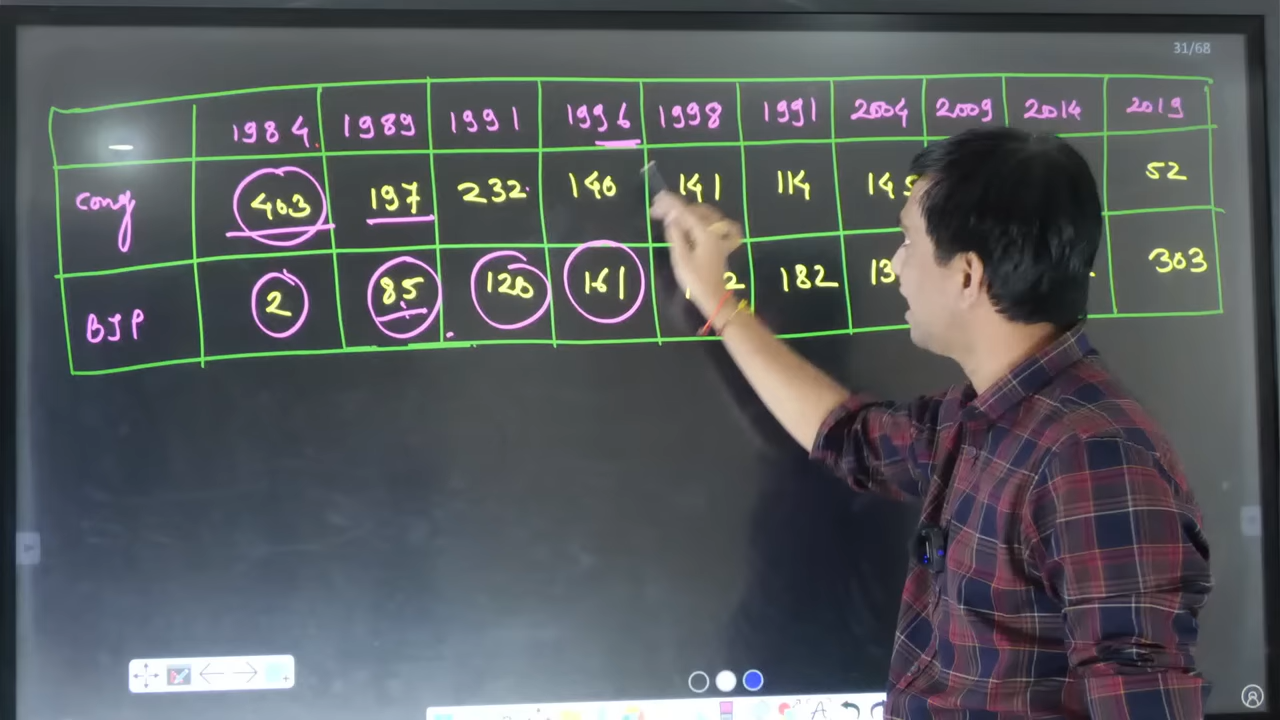 31/68
1984 1989 1991 1996 1998 1991 2004 2009 2014 2019
Cong 403 197 232 140 141 114 52
BJP 2 85 120 161 182 303